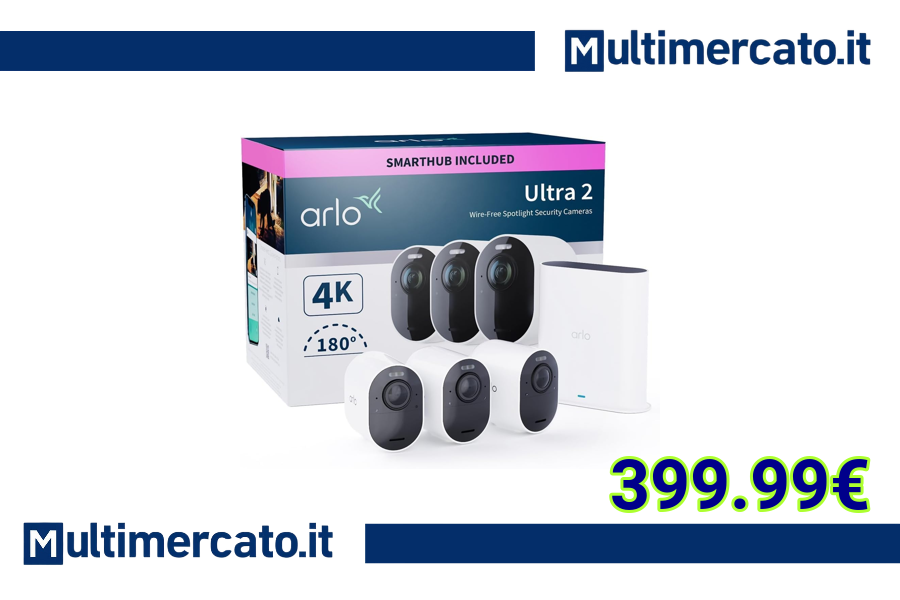 Multimercato.it
SMARTHUB INCLUDED
arlo
Ultra 2
Wire-Free Spotlight Security Cameras
4K
180°
arlo
arlo
399.99€
Multimercato.it